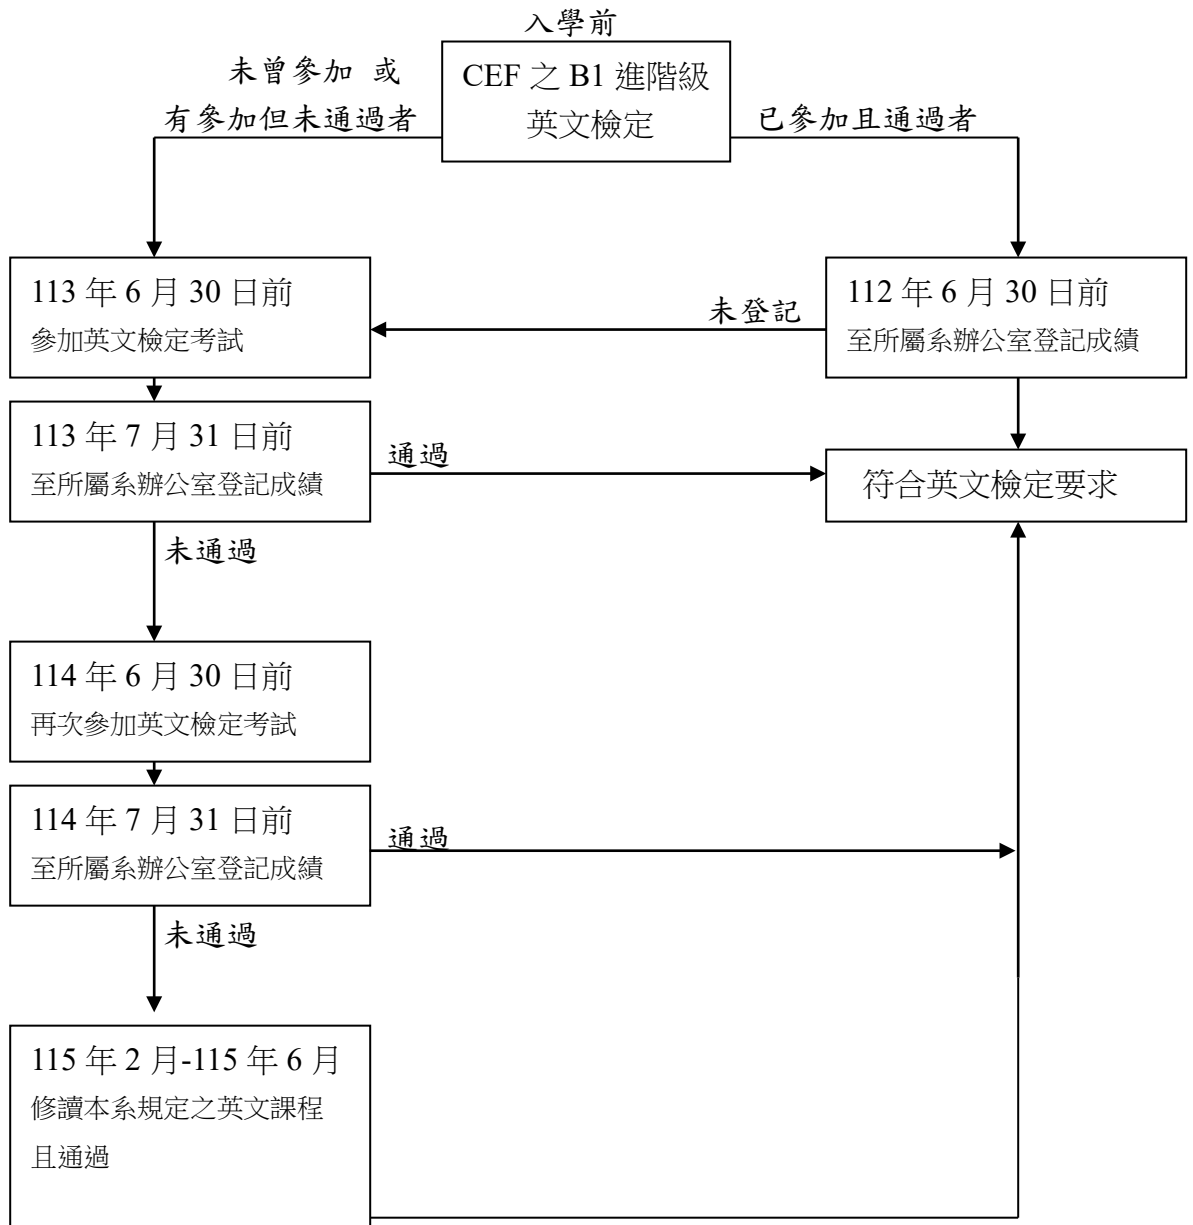 入學前
未曾參加 或
有參加但未通過者
CEF 之 B1 進階級
英文檢定
已參加且通過者
113 年 6 月 30 日前
參加英文檢定考試
未登記
112 年 6 月 30 日前
至所屬系辦公室登記成績
113 年 7 月 31 日前
至所屬系辦公室登記成績
通過
符合英文檢定要求
未通過
114 年 6 月 30 日前
再次參加英文檢定考試
114 年 7 月 31 日前
至所屬系辦公室登記成績
通過
未通過
115 年 2 月-115 年 6 月
修讀本系規定之英文課程
且通過